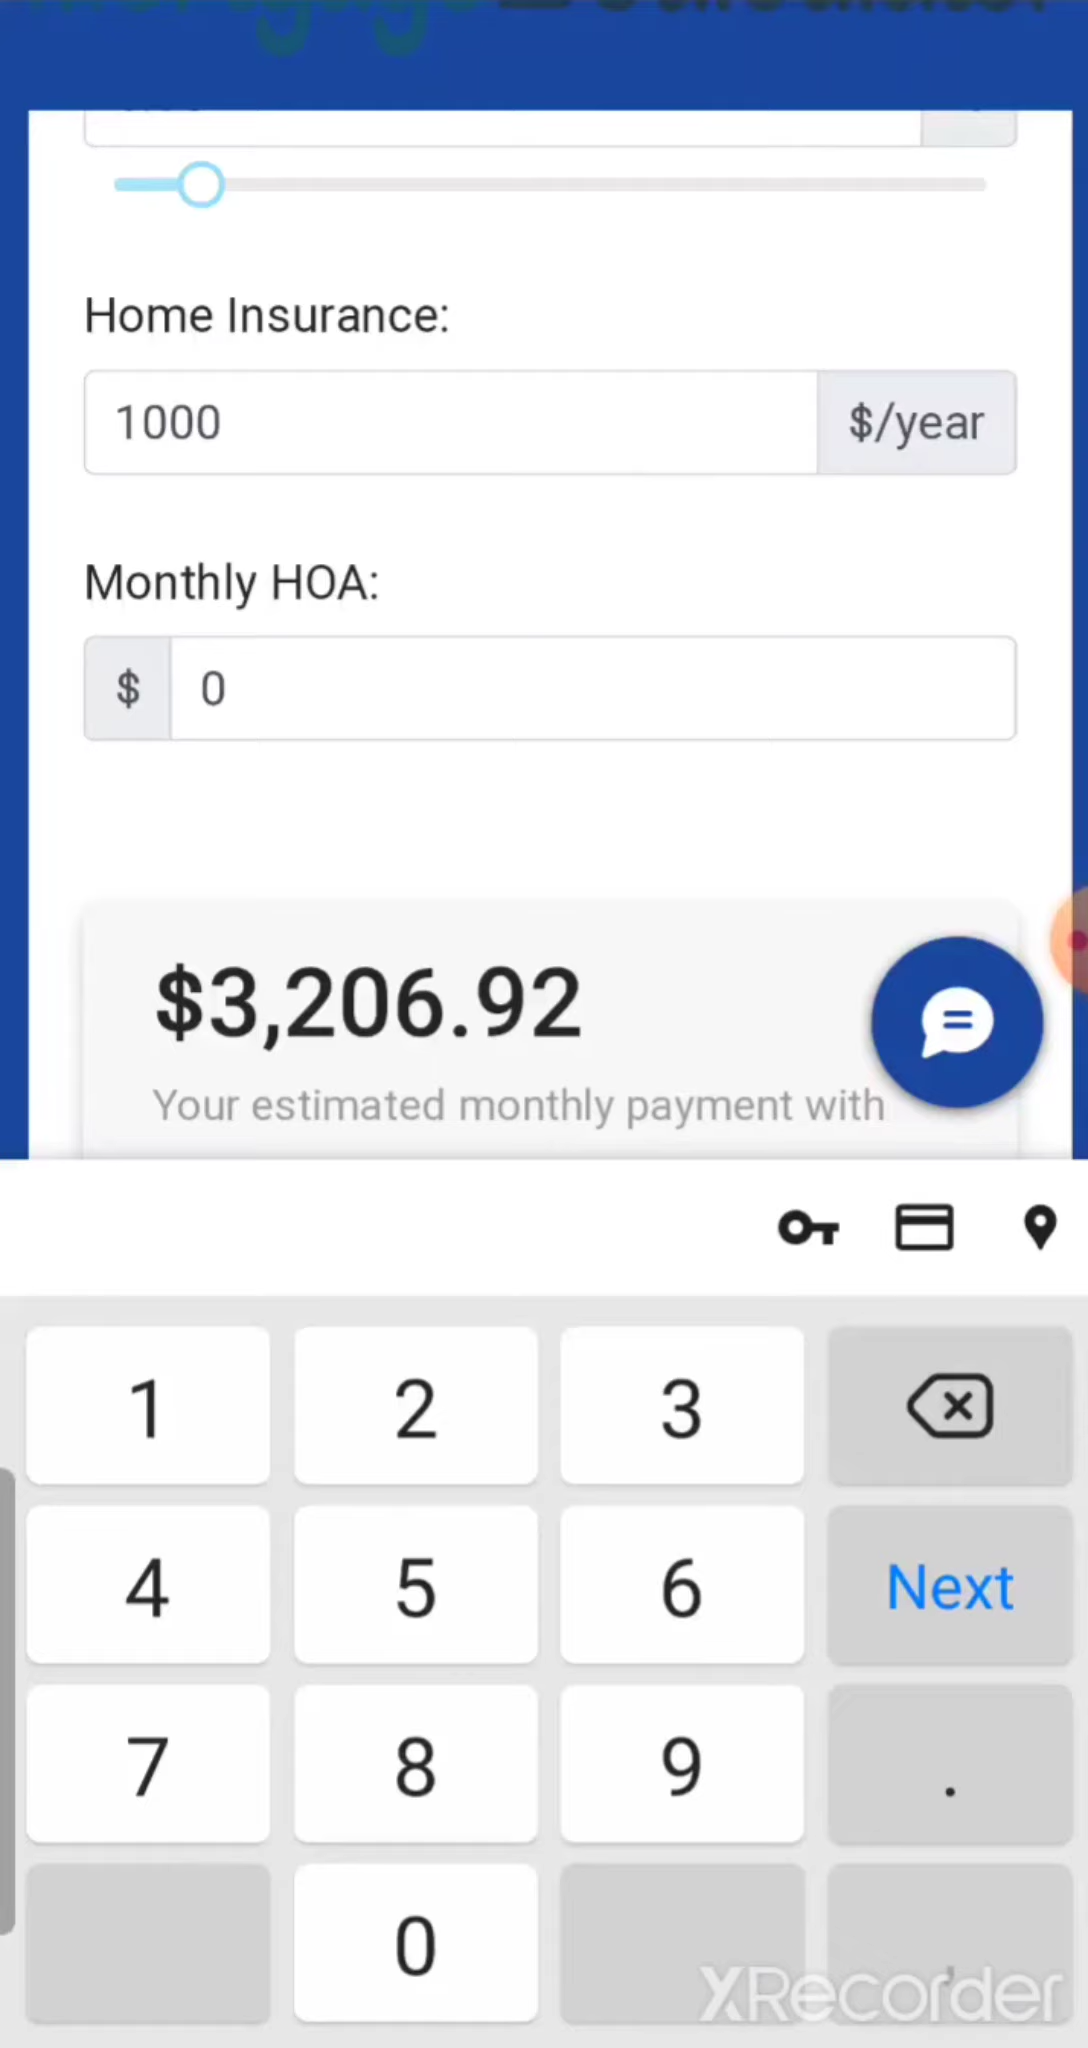 Home Insurance:
1000
$/year
Monthly HOA:
$ 0
$3,206.92
Your estimated monthly payment with
1 2 3
4 5 6 Next
7 8 9 .
0 ,
XRecorder